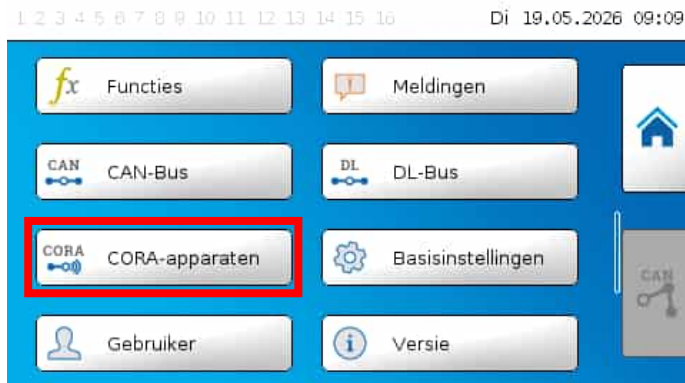 1 2 3 4 5 6 7 8 9 10 11 12 13 14 15 16 Di 19.05.2026 09:09
fx Functies
! Meldingen
CAN CAN-Bus
DL DL-Bus
CORA CORA-apparaten
Basisinstellingen
CAN
Gebruiker
i Versie